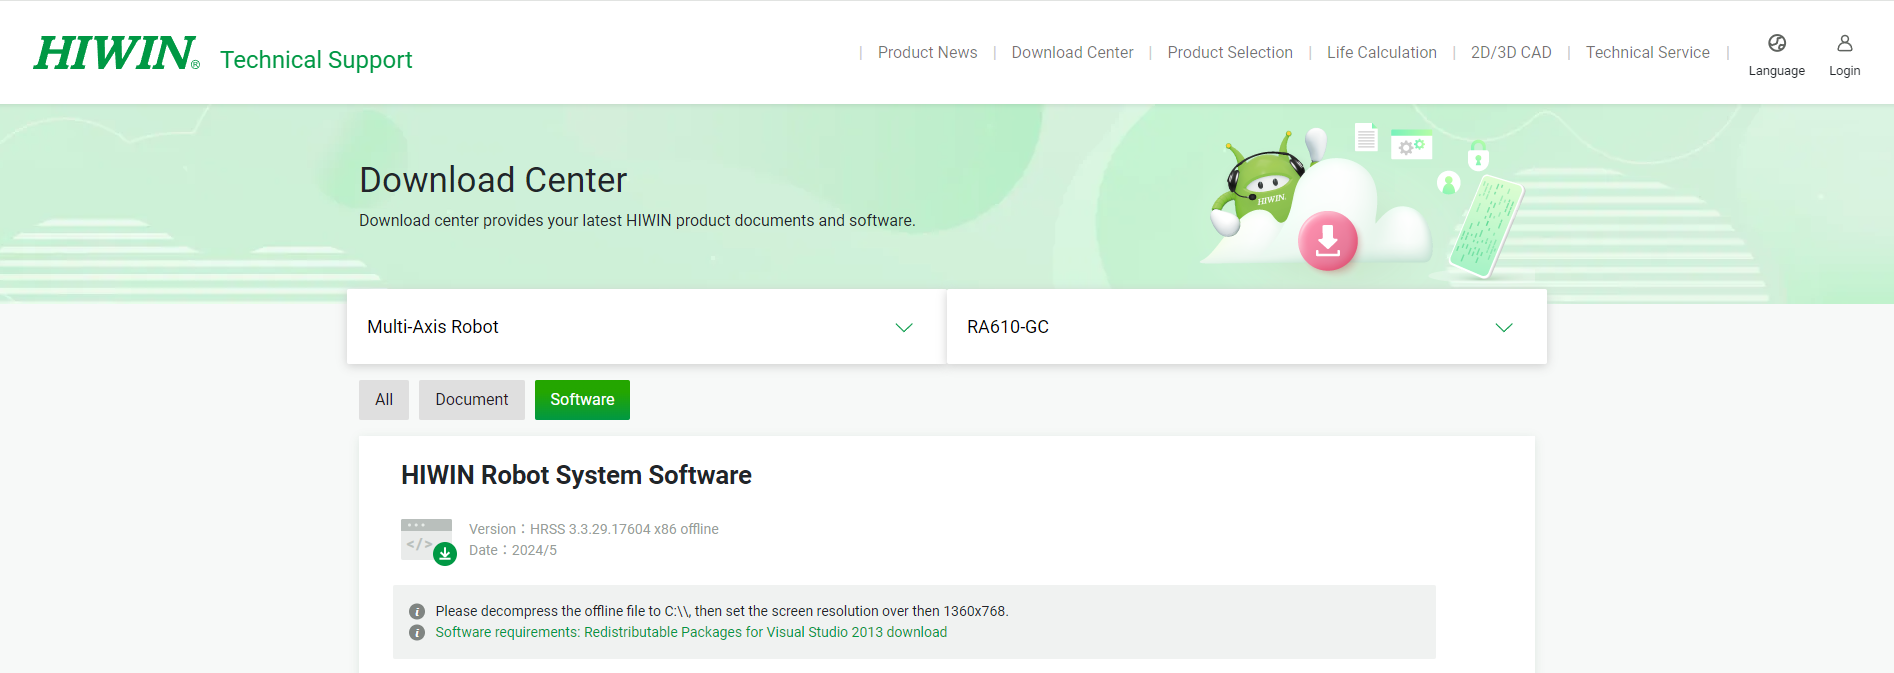 HIWIN® Technical Support
| Product News | Download Center | Product Selection | Life Calculation | 2D/3D CAD | Technical Service |
Language
Login
Download Center
Download center provides your latest HIWIN product documents and software.
HIWIN
Multi-Axis Robot
RA610-GC
All
Document
Software
HIWIN Robot System Software
</>
Version：HRSS 3.3.29.17604 x86 offline
Date：2024/5
Please decompress the offline file to C:\\, then set the screen resolution over then 1360x768.
Software requirements: Redistributable Packages for Visual Studio 2013 download